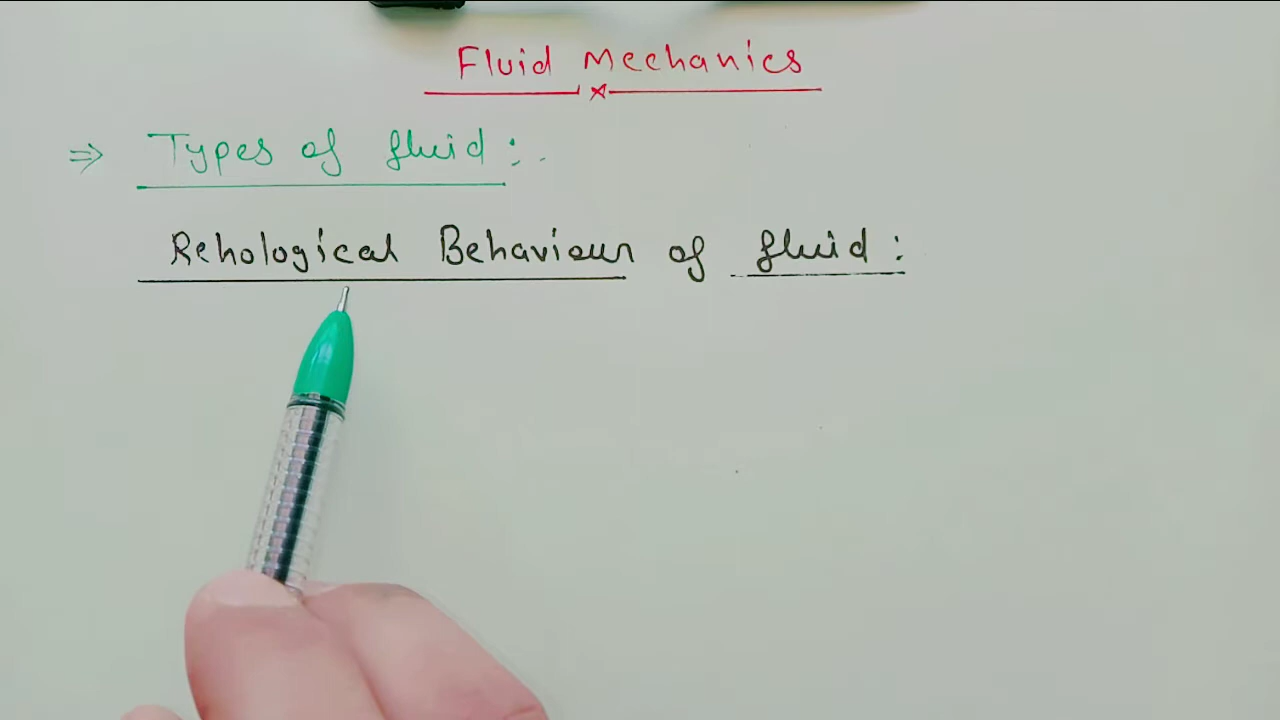 Fluid Mechanics
⇒ Types of fluid :-
Rehological Behaviour of fluid :